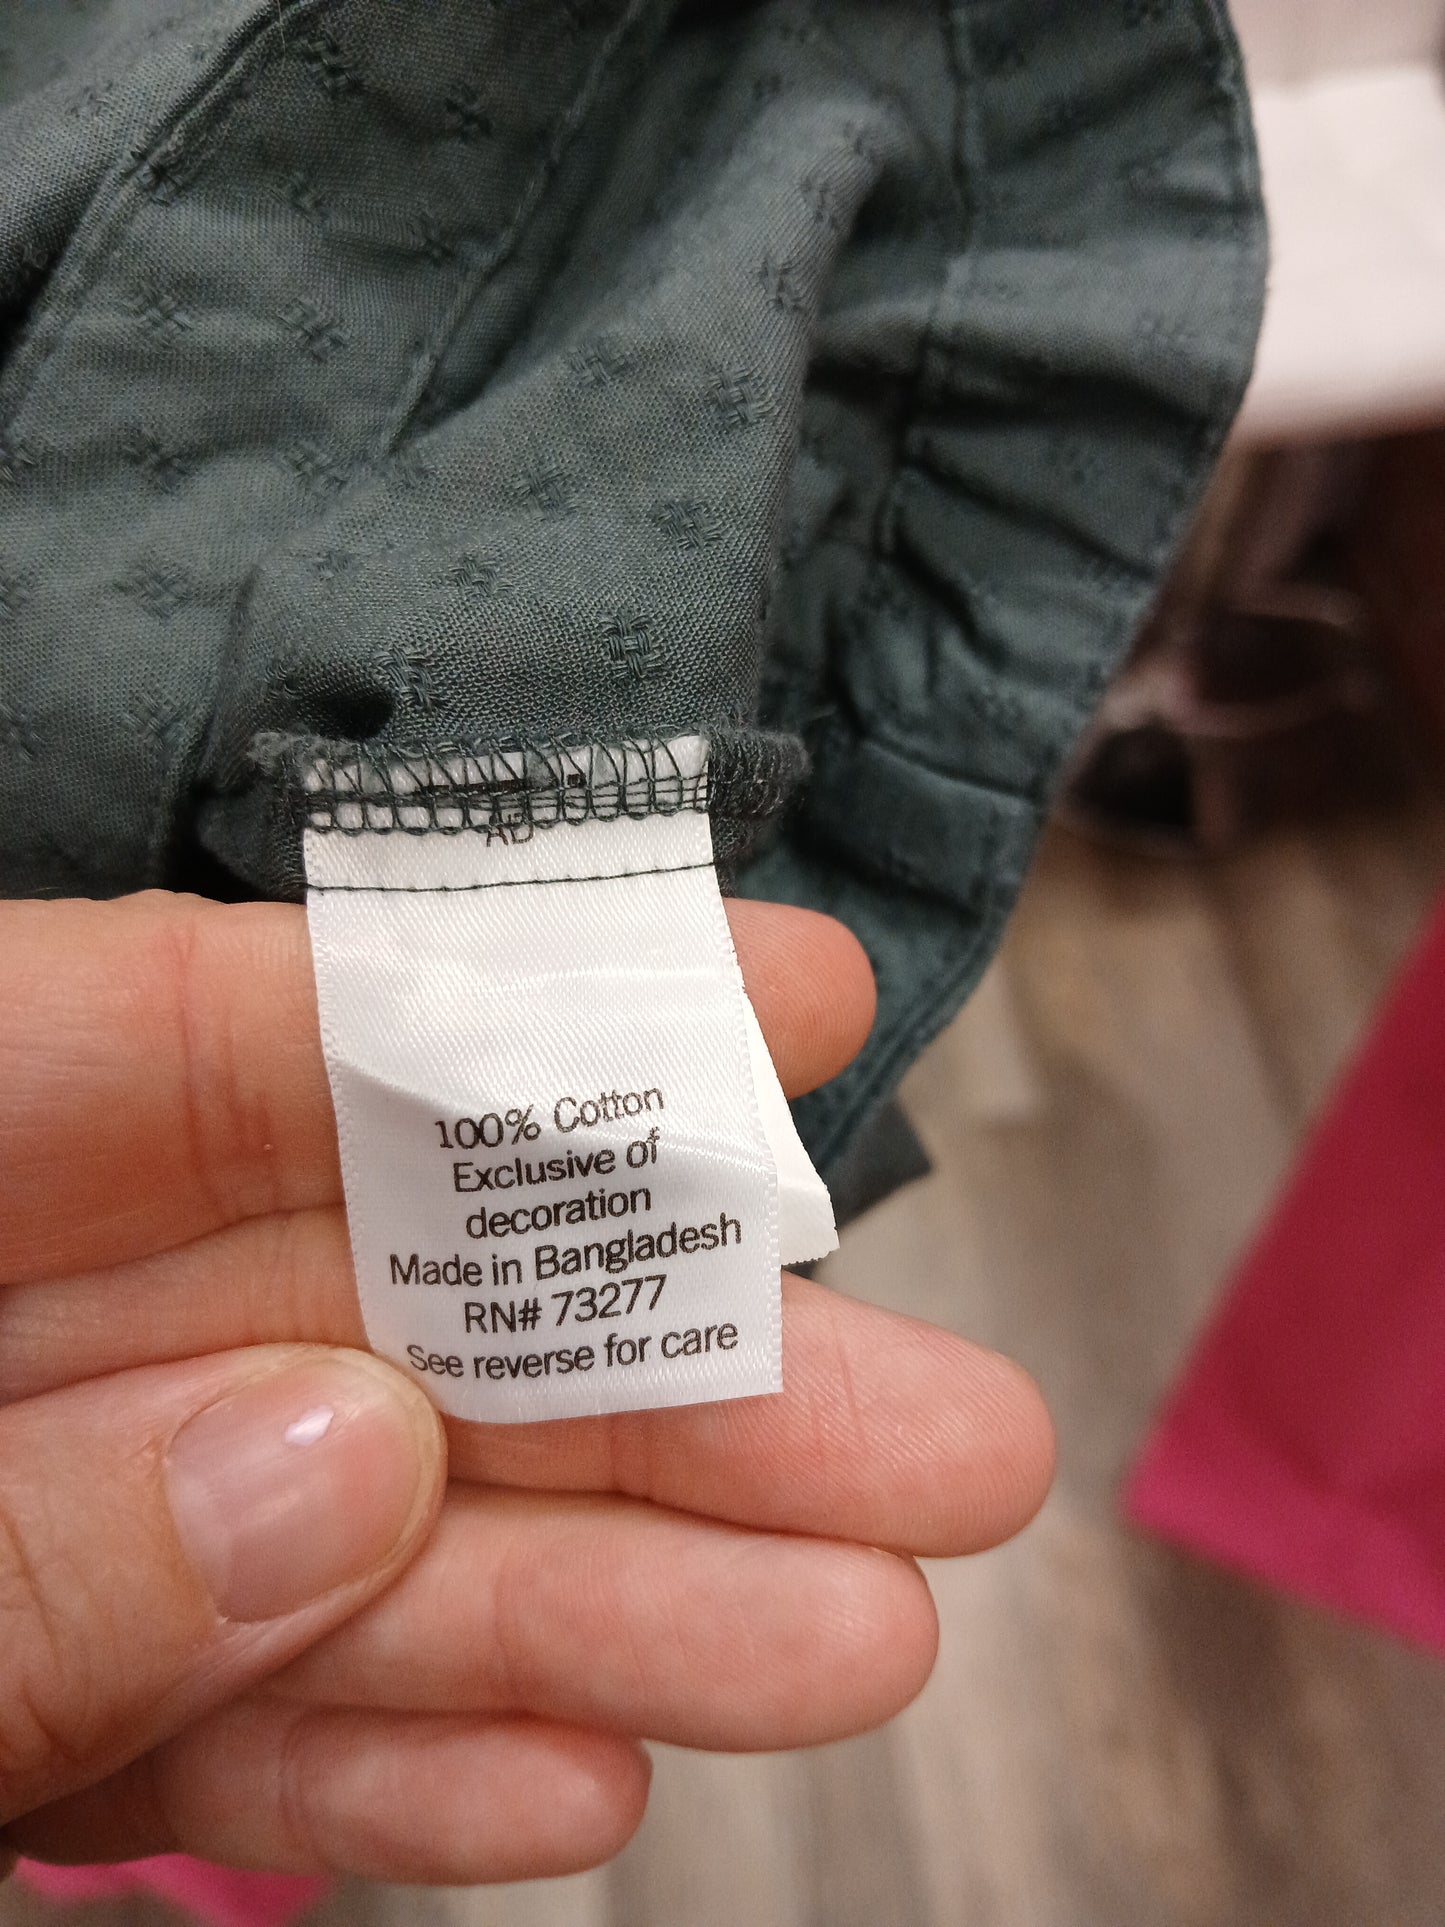 100% Cotton
Exclusive of
decoration
Made in Bangladesh
RN# 73277
See reverse for care